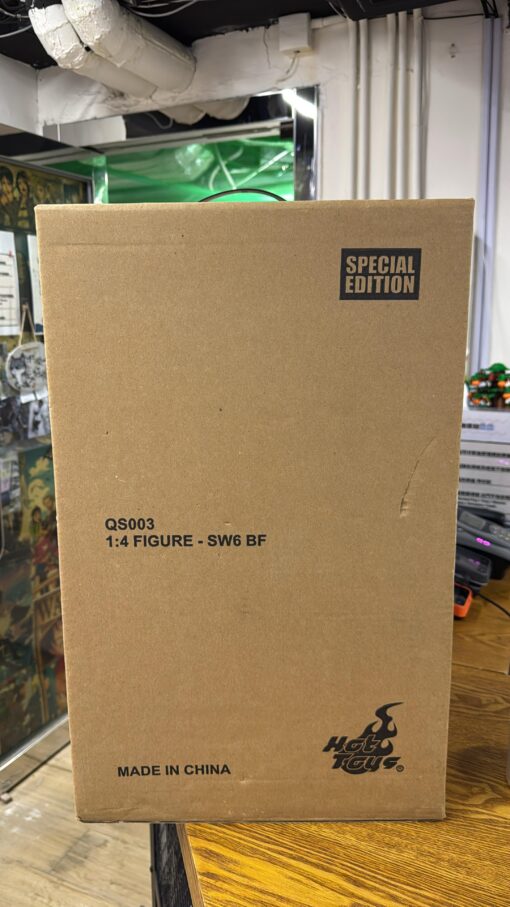 SPECIAL
EDITION
QS003
1:4 FIGURE - SW6 BF
Hot
Toys®
MADE IN CHINA